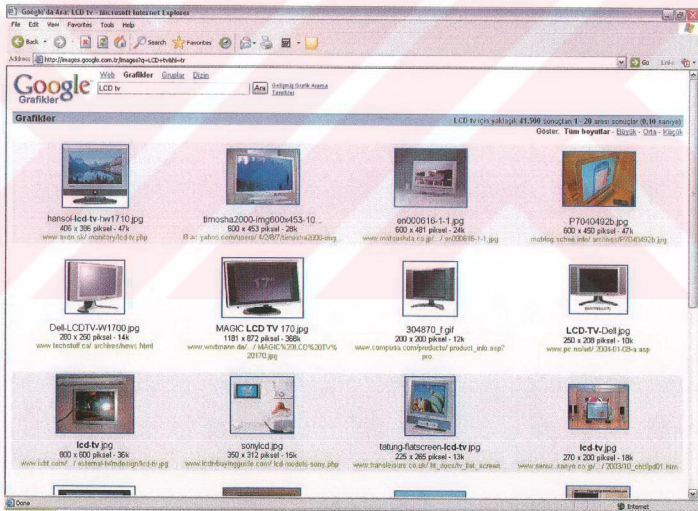 Google'da Ara: LCD tv - Microsoft Internet Explorer
File Edit View Favorites Tools Help
Back Search Favorites
Address http://images.google.com.tr/images?q=LCD+tv&hl=tr Go Links
Web Grafikler Gruplar Dizin
Google Grafikler
LCD tv Ara Gelişmiş Grafik Arama
Tercihler
Grafikler LCD tv için yaklaşık 41,500 sonuçtan 1 - 20 arası sonuçlar (0,10 saniye)
Göster: Tüm boyutlar - Büyük - Orta - Küçük
hansol-lcd-tv-hw1710.jpg
406 x 396 piksel - 47k
timosha2000-img600x453-10...
600 x 453 piksel - 28k
en000616-1-1.jpg
600 x 481 piksel - 24k
P7040492b.jpg
600 x 450 piksel - 47k
Dell-LCDTV-W1700.jpg
280 x 260 piksel - 14k
MAGIC LCD TV 170.jpg
1181 x 872 piksel - 368k
304870_f.gif
200 x 200 piksel - 12k
LCD-TV-Dell.jpg
250 x 208 piksel - 10k
lcd-tv.jpg
800 x 600 piksel - 36k
sonylcd.jpg
350 x 312 piksel - 15k
tatung-flatscreen-lcd-tv.jpg
225 x 265 piksel - 13k
lcd-tv.jpg
270 x 200 piksel - 18k
Done Internet